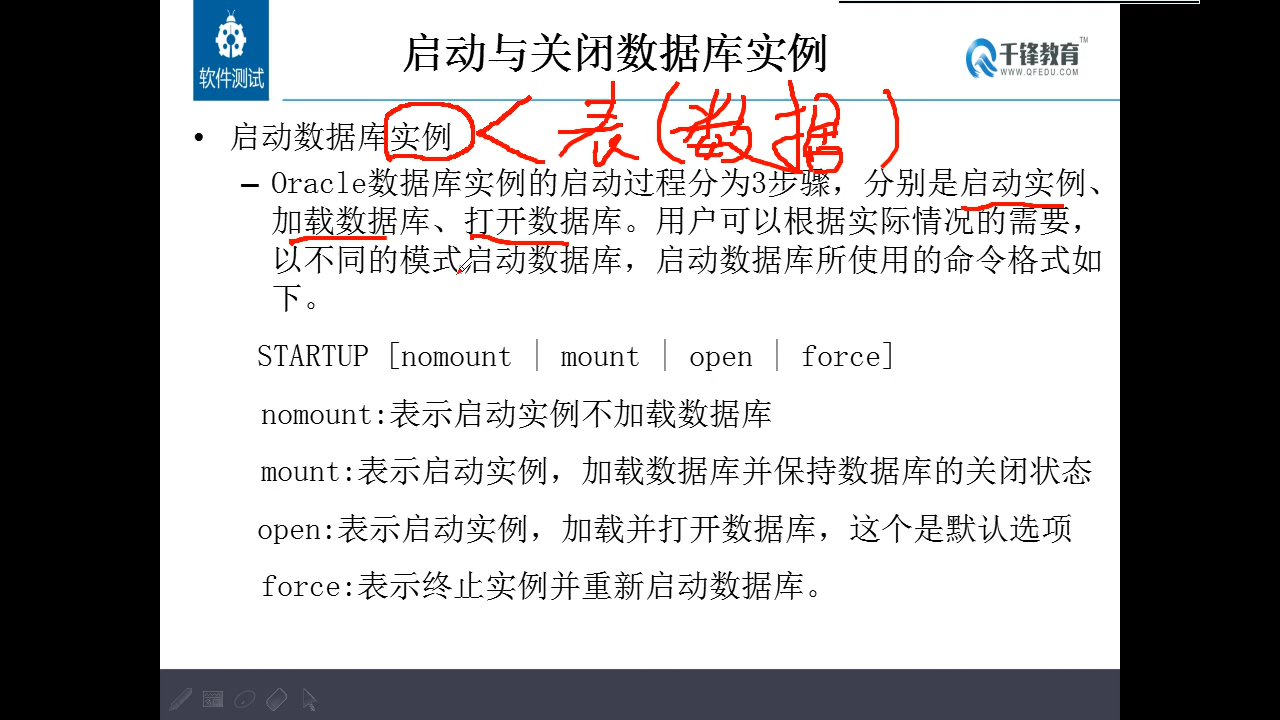 软件测试
启动与关闭数据库实例
千锋教育™
WWW.QFEDU.COM
• 启动数据库实例 < 表(数据)
– Oracle数据库实例的启动过程分为3步骤，分别是启动实例、
加载数据库、打开数据库。用户可以根据实际情况的需要，
以不同的模式启动数据库，启动数据库所使用的命令格式如
下。
STARTUP [nomount | mount | open | force]
nomount:表示启动实例不加载数据库
mount:表示启动实例，加载数据库并保持数据库的关闭状态
open:表示启动实例，加载并打开数据库，这个是默认选项
force:表示终止实例并重新启动数据库。